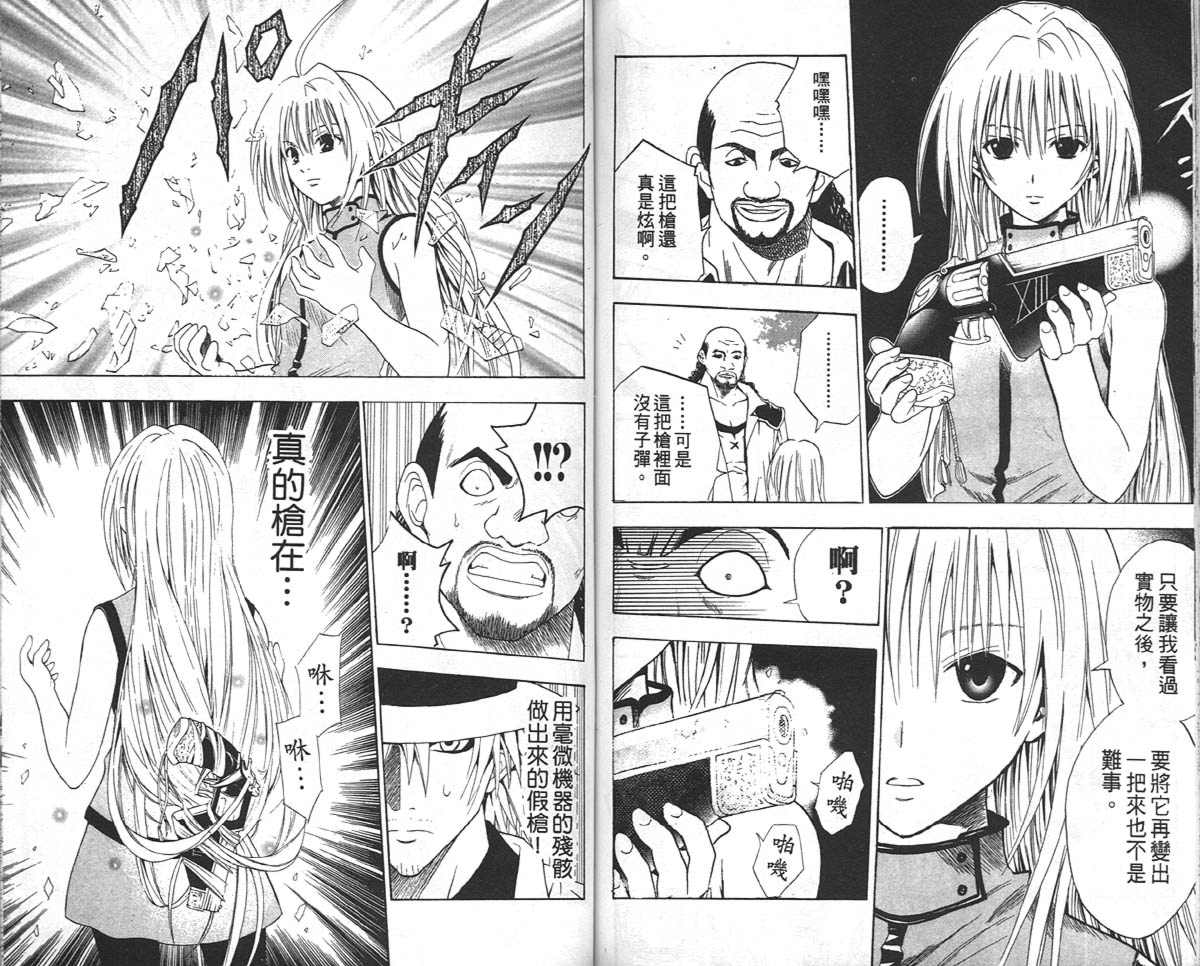 …………
嘿嘿嘿……
這把槍還
真是炫啊。
…………
……可是
這把槍裡面
沒有子彈。
只要讓我看過
實物之後，
要將它再變出
一把來也不是
難事。
啊？
啪嘰
啪嘰
XIII
!!!?
啊……？
用毫微機器的殘骸
做出來的假槍！
真的槍在…
咻…
咻…